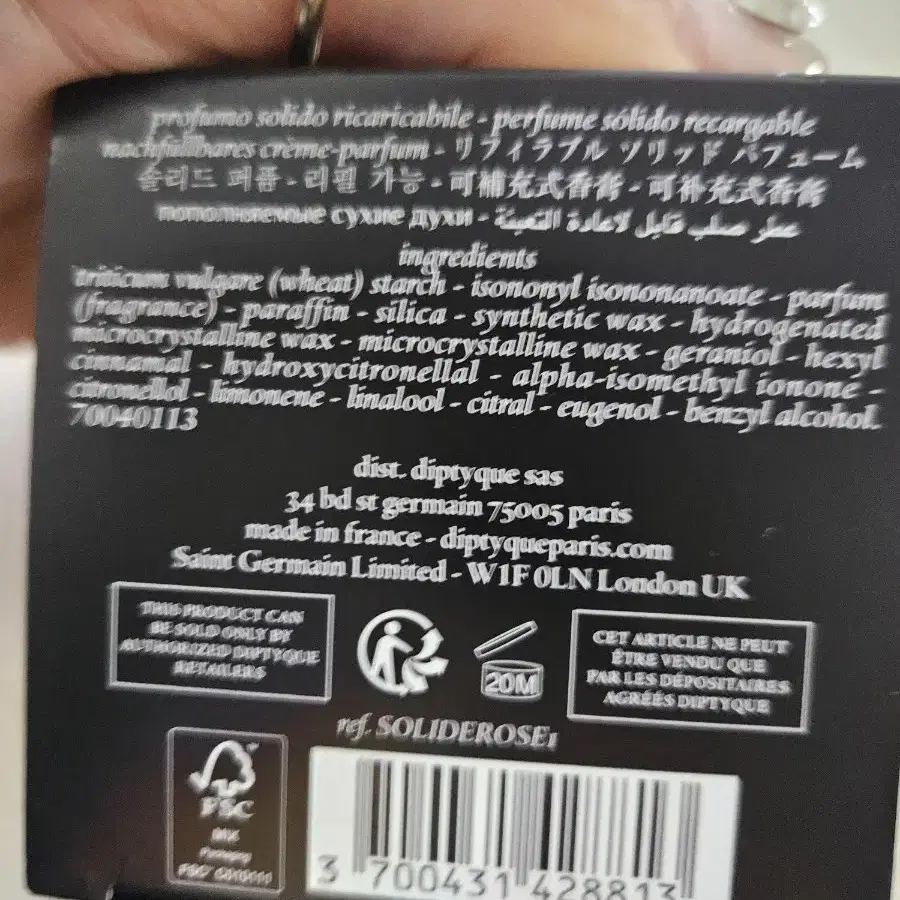 profumo solido ricaricabile - perfume sólido recargable
nachfüllbares crème-parfum - リフィラブル ソリッド パフューム
솔리드 퍼퓸 - 리필 가능 - 可補充式香膏 - 可补充式香膏
пополняемые сухие духи - عطر صلب قابل لإعادة التعبئة
ingredients
triticum vulgare (wheat) starch - isononyl isononanoate - parfum
(fragrance) - paraffin - silica - synthetic wax - hydrogenated
microcrystalline wax - microcrystalline wax - geraniol - hexyl
cinnamal - hydroxycitronellal - alpha-isomethyl ionone -
citronellol - limonene - linalool - citral - eugenol - benzyl alcohol.
70040113
dist. diptyque sas
34 bd st germain 75005 paris
made in france - diptyqueparis.com
Saint Germain Limited - W1F 0LN London UK
THIS PRODUCT CAN
BE SOLD ONLY BY
AUTHORIZED DIPTYQUE
RETAILERS
20M
CET ARTICLE NE PEUT
ÊTRE VENDU QUE
PAR LES DÉPOSITAIRES
AGRÉÉS DIPTYQUE
ref. SOLIDEROSE1
FSC
MIX
3 700431 428813